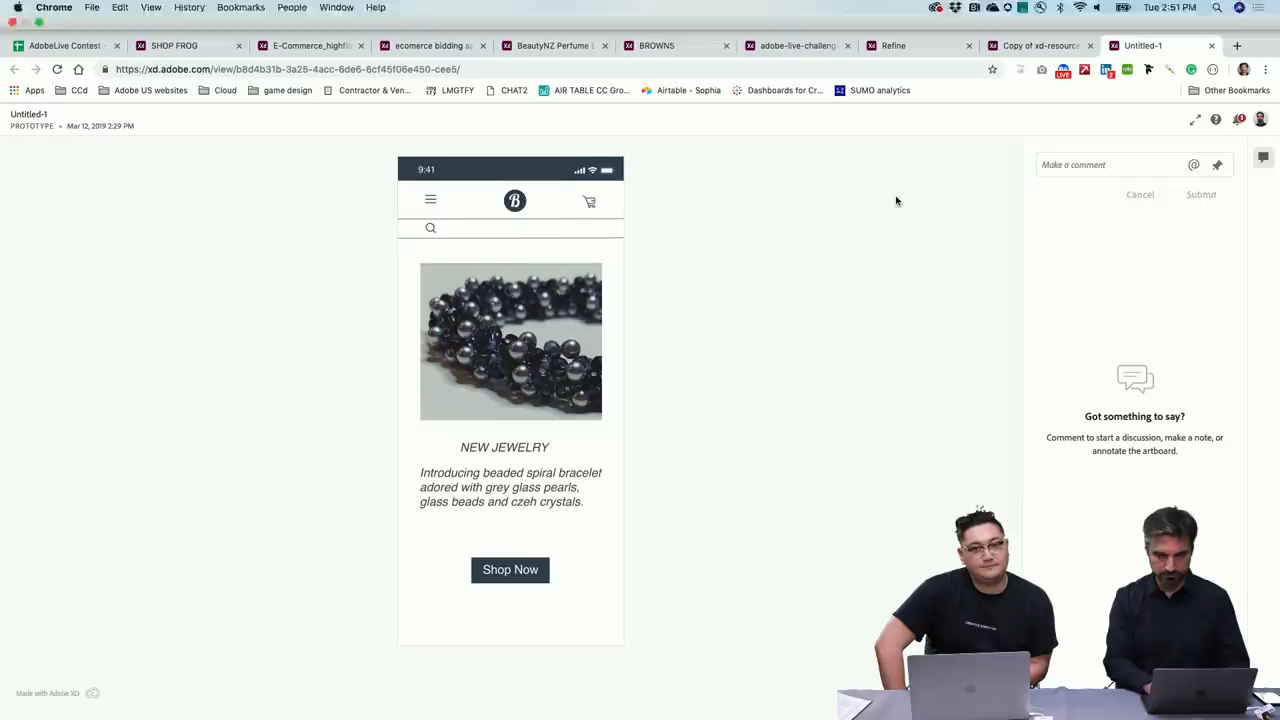 Chrome File Edit View History Bookmarks People Window Help
Tue 2:51 PM
AdobeLive Contest
SHOP FROG
E-Commerce_highfi
ecomerce bidding a
BeautyNZ Perfume E
BROWNS
adobe-live-challeng
Refine
Copy of xd-resource
Untitled-1
https://xd.adobe.com/view/b8d4b31b-3a25-4acc-6de6-6cf45f06e450-cee5/
LIVE
2
Apps CCd Adobe US websites Cloud game design Contractor & Ven... LMGTFY CHAT2 AIR TABLE CC Gro... Airtable - Sophia Dashboards for Cr... SUMO analytics Other Bookmarks
Untitled-1
PROTOTYPE • Mar 12, 2019 2:29 PM
9:41
B
NEW JEWELRY
Introducing beaded spiral bracelet
adored with grey glass pearls,
glass beads and czeh crystals.
Shop Now
Make a comment
Cancel Submit
Got something to say?
Comment to start a discussion, make a note, or
annotate the artboard.
Made with Adobe XD